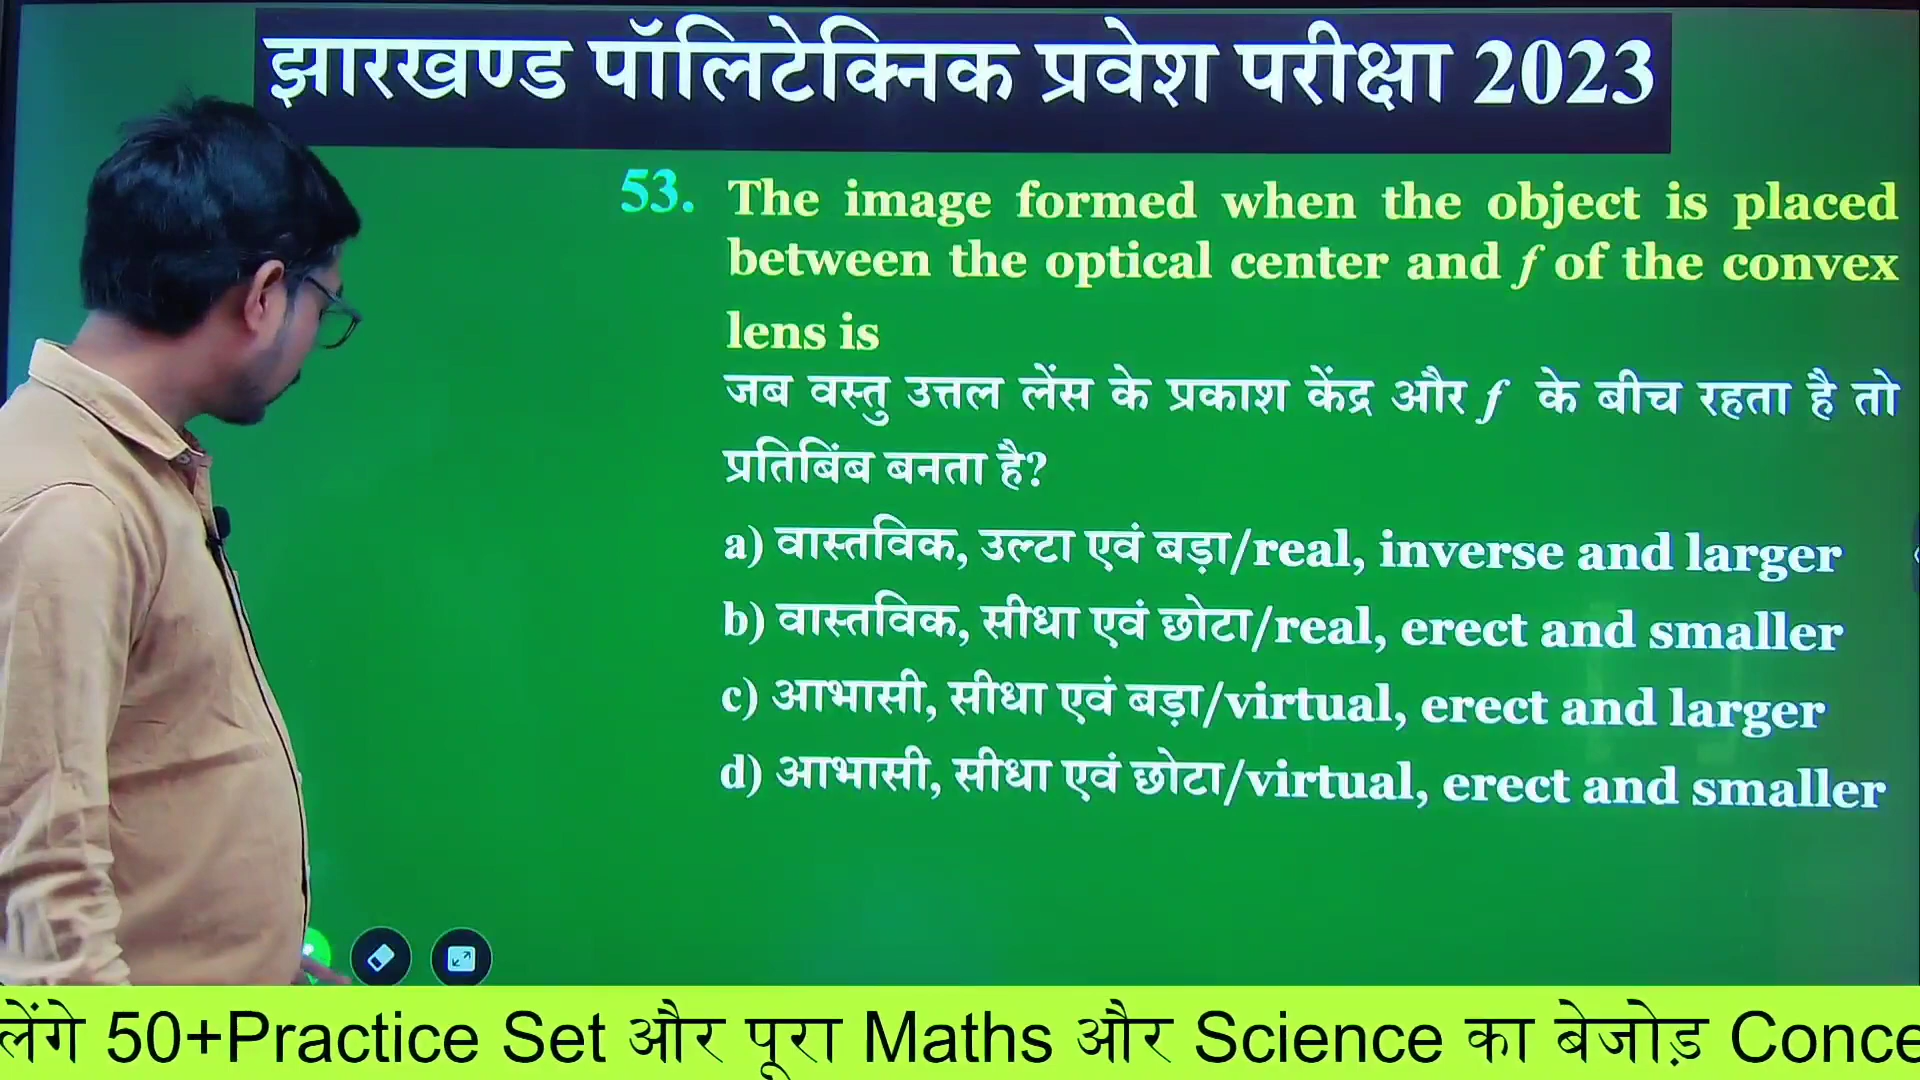 झारखण्ड पॉलिटेक्निक प्रवेश परीक्षा 2023
53. The image formed when the object is placed
between the optical center and f of the convex
lens is
जब वस्तु उत्तल लेंस के प्रकाश केंद्र और f के बीच रहता है तो
प्रतिबिंब बनता है?
a) वास्तविक, उल्टा एवं बड़ा/real, inverse and larger
b) वास्तविक, सीधा एवं छोटा/real, erect and smaller
c) आभासी, सीधा एवं बड़ा/virtual, erect and larger
d) आभासी, सीधा एवं छोटा/virtual, erect and smaller
लेंगे 50+Practice Set और पूरा Maths और Science का बेजोड़ Conce